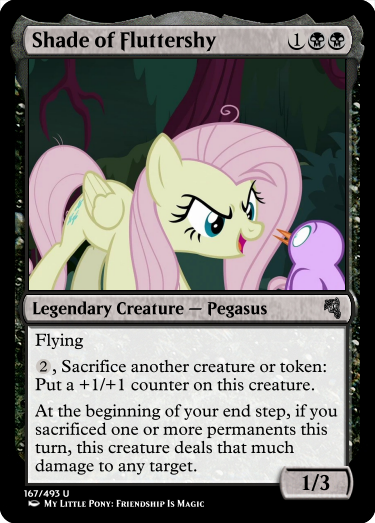 Shade of Fluttershy 1
Legendary Creature — Pegasus
Flying
2, Sacrifice another creature or token:
Put a +1/+1 counter on this creature.
At the beginning of your end step, if you
sacrificed one or more permanents this
turn, this creature deals that much
damage to any target.
1/3
167/493 U
My Little Pony: Friendship Is Magic